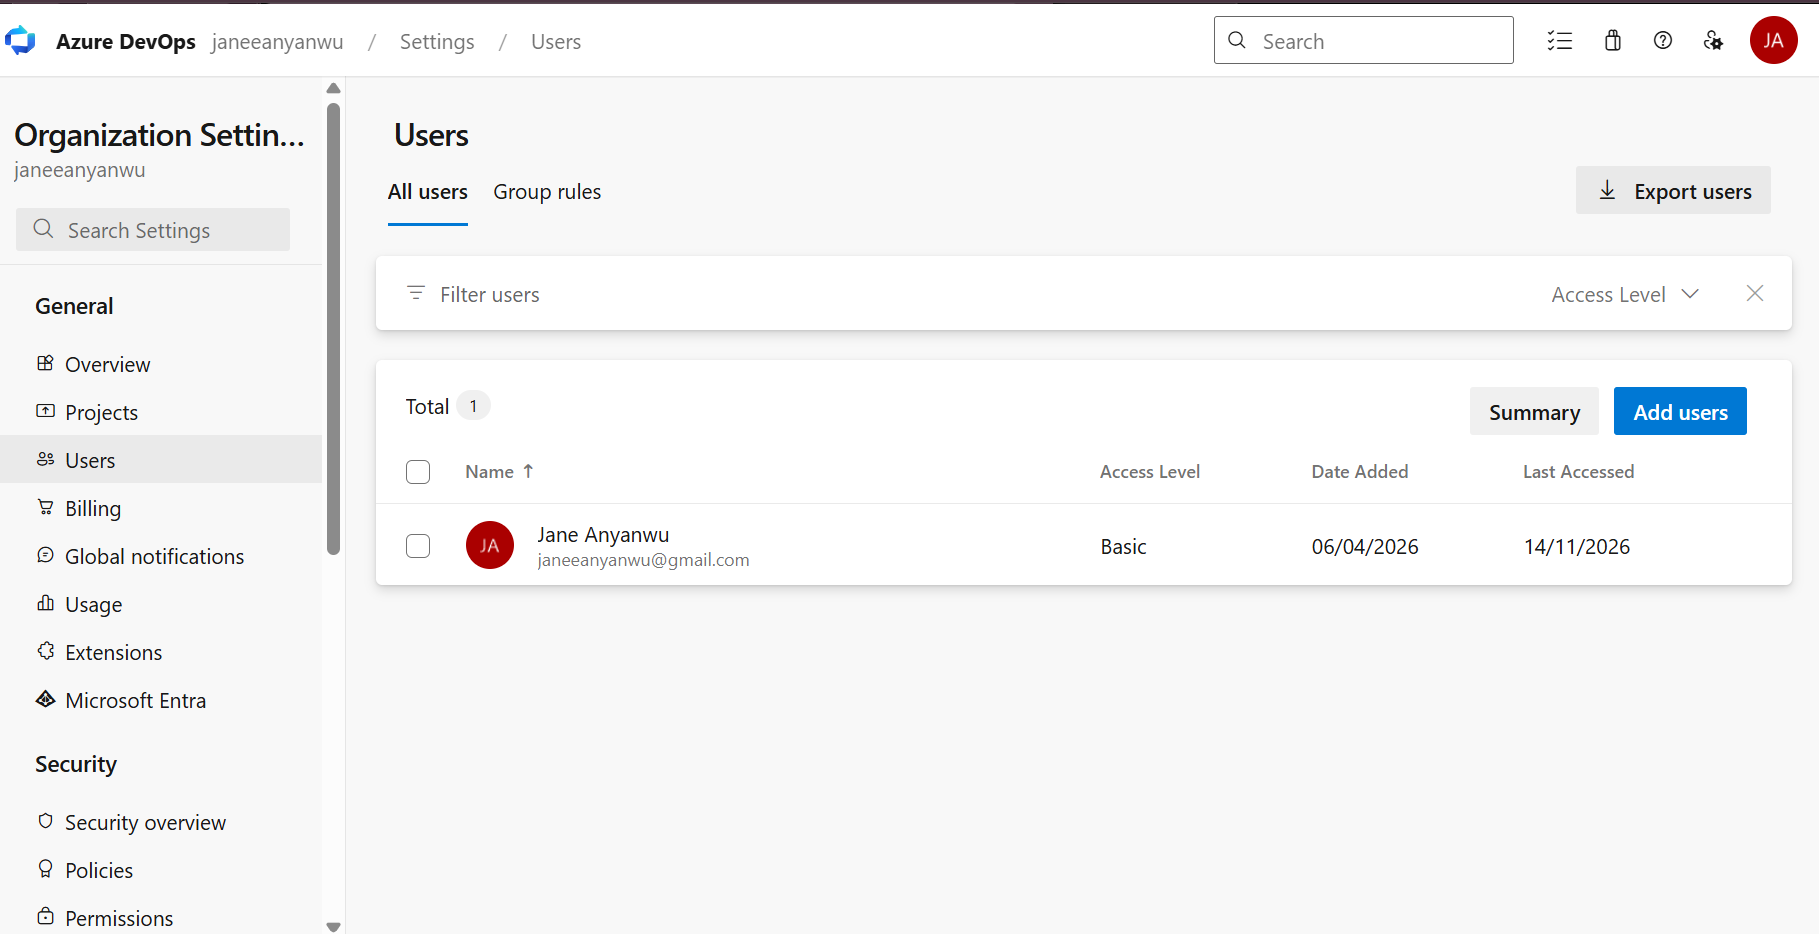 Azure DevOps janeeanyanwu / Settings / Users
Search
JA
Organization Settin...
janeeanyanwu
Search Settings
General
Overview
Projects
Users
Billing
Global notifications
Usage
Extensions
Microsoft Entra
Security
Security overview
Policies
Permissions
Users
All users Group rules
Export users
Filter users
Access Level
Total 1
Summary
Add users
Name ↑ Access Level Date Added Last Accessed
JA
Jane Anyanwu
janeeanyanwu@gmail.com
Basic 06/04/2026 14/11/2026